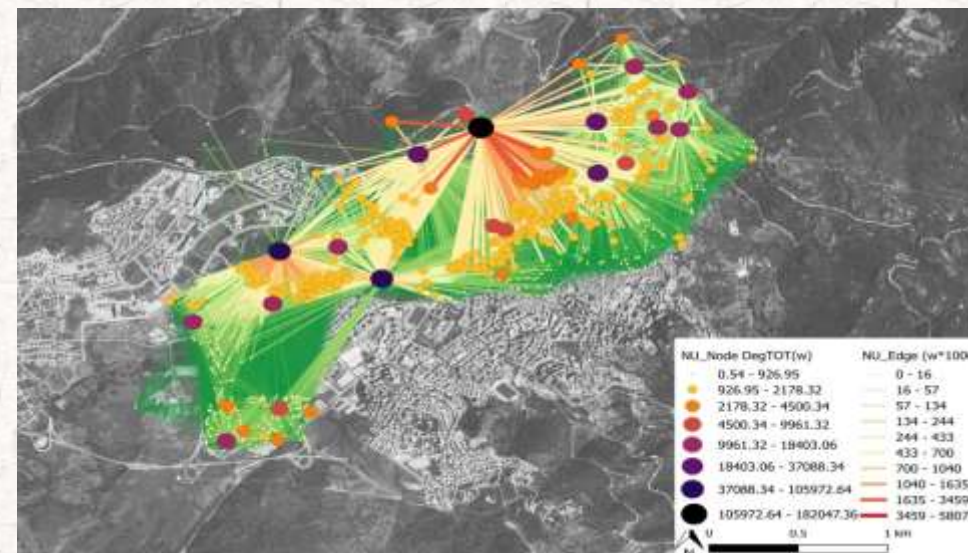 NU_Node DegTOT(w) NU_Edge (w*100
0.54 - 926.95 0 - 16
926.95 - 2178.32 16 - 57
2178.32 - 4500.34 57 - 134
4500.34 - 9961.32 134 - 244
9961.32 - 18403.06 244 - 433
18403.06 - 37088.34 433 - 700
37088.34 - 105972.64 700 - 1040
105972.64 - 182047.36 1040 - 1635
1635 - 3459
3459 - 5807
0 0.5 1 km